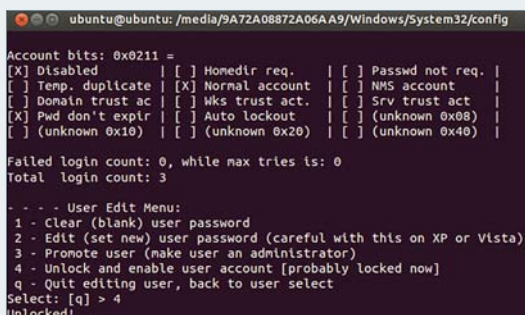 ubuntu@ubuntu: /media/9A72A08872A06AA9/Windows/System32/config
Account bits: 0x0211 =
[X] Disabled | [ ] Homedir req. | [ ] Passwd not req. |
[ ] Temp. duplicate | [X] Normal account | [ ] NMS account |
[ ] Domain trust ac | [ ] Wks trust act. | [ ] Srv trust act |
[X] Pwd don't expir | [ ] Auto lockout | [ ] (unknown 0x08) |
[ ] (unknown 0x10) | [ ] (unknown 0x20) | [ ] (unknown 0x40) |
Failed login count: 0, while max tries is: 0
Total login count: 3
- - - - User Edit Menu:
1 - Clear (blank) user password
2 - Edit (set new) user password (careful with this on XP or Vista)
3 - Promote user (make user an administrator)
4 - Unlock and enable user account [probably locked now]
q - Quit editing user, back to user select
Select: [q] > 4
Unlocked!